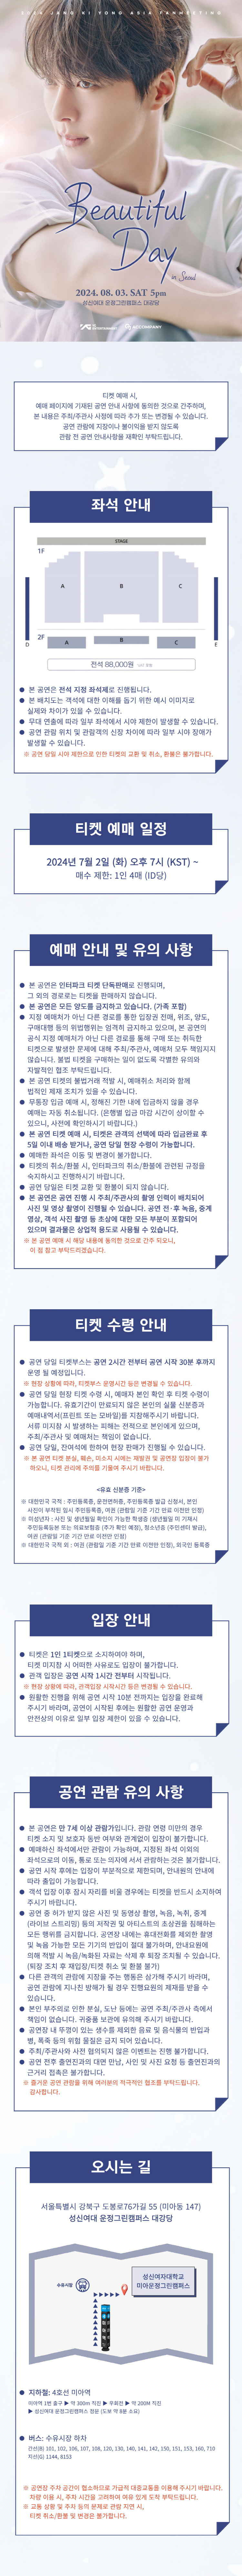 2024 JANG KI YONG ASIA FANMEETING
Beautiful
Day
in Seoul
2024. 08. 03. SAT 5pm
성신여대 운정그린캠퍼스 대강당
티켓 예매 시,
예매 페이지에 기재된 공연 안내 사항에 동의한 것으로 간주하며,
본 내용은 주최/주관사 사정에 따라 추가 또는 변경될 수 있습니다.
공연 관람에 지장이나 불이익을 받지 않도록
관람 전 공연 안내사항을 재확인 부탁드립니다.
좌석 안내
STAGE
1F
A
B
C
2F
A
B
C
D
E
전석 88,000원
● 본 공연은 전석 지정 좌석제로 진행됩니다.
● 본 배치도는 객석에 대한 이해를 돕기 위한 예시 이미지로
실제와 차이가 있을 수 있습니다.
● 무대 연출에 따라 일부 좌석에서 시야 제한이 발생할 수 있습니다.
● 공연 관람 위치 및 관람객의 신장 차이에 따라 일부 시야 장애가
발생할 수 있습니다.
※ 공연 당일 시야 제한으로 인한 티켓의 교환 및 취소, 환불은 불가합니다.
티켓 예매 일정
2024년 7월 2일 (화) 오후 7시 (KST) ~
매수 제한: 1인 4매 (ID당)
예매 안내 및 유의 사항
● 본 공연은 인터파크 티켓 단독판매로 진행되며,
그 외의 경로로는 티켓을 판매하지 않습니다.
● 본 공연은 모든 양도를 금지하고 있습니다. (가족 포함)
● 지정 예매처가 아닌 다른 경로를 통한 입장권 전매, 위조, 양도,
구매대행 등의 위법행위는 엄격히 금지하고 있으며, 본 공연의
공식 지정 예매처가 아닌 다른 경로를 통해 구매 또는 취득한
티켓으로 발생한 문제에 대해 주최/주관사, 예매처 모두 책임지지
않습니다. 불법 티켓을 구매하는 일이 없도록 각별한 유의와
자발적인 협조 부탁드립니다.
● 본 공연 티켓의 불법거래 적발 시, 예매취소 처리와 함께
법적인 제재 조치가 있을 수 있습니다.
● 무통장 입금 예매 시, 정해진 기한 내에 입금하지 않을 경우
예매는 자동 취소됩니다. (은행별 입금 마감 시간이 상이할 수
있으니, 사전에 확인하시기 바랍니다.)
● 본 공연 티켓 예매 시, 티켓은 관객의 선택에 따라 입금완료 후
5일 이내 배송 받거나, 공연 당일 현장 수령이 가능합니다.
● 예매한 좌석은 이동 및 변경이 불가합니다.
● 티켓의 취소/환불 시, 인터파크의 취소/환불에 관련된 규정을
숙지하시고 진행하시기 바랍니다.
● 공연 당일은 티켓 교환 및 환불이 되지 않습니다.
● 본 공연은 공연 진행 시 주최/주관사의 촬영 인력이 배치되어
사진 및 영상 촬영이 진행될 수 있습니다. 공연 전·후 녹음, 중계
영상, 객석 사진 촬영 등 초상에 대한 모든 부분이 포함되어
있으며 결과물은 상업적 용도로 사용될 수 있습니다.
※ 본 공연 예매 시 해당 내용에 동의한 것으로 간주 되오니,
이 점 참고 부탁드리겠습니다.
티켓 수령 안내
● 공연 당일 티켓부스는 공연 2시간 전부터 공연 시작 30분 후까지
운영 될 예정입니다.
※ 현장 상황에 따라, 티켓부스 운영시간 등은 변경될 수 있습니다.
● 공연 당일 현장 티켓 수령 시, 예매자 본인 확인 후 티켓 수령이
가능합니다. 유효기간이 만료되지 않은 본인의 실물 신분증과
예매내역서(프린트 또는 모바일)를 지참해주시기 바랍니다.
서류 미지참 시 발생하는 피해는 전적으로 본인에게 있으며,
주최/주관사 및 예매처는 책임이 없습니다.
● 공연 당일, 잔여석에 한하여 현장 판매가 진행될 수 있습니다.
※ 본 공연 티켓 분실, 훼손, 미소지 시에는 재발권 및 공연장 입장이 불가
하오니, 티켓 관리에 주의를 기울여 주시기 바랍니다.
<유효 신분증 기준>
※ 대한민국 국적 : 주민등록증, 운전면허증, 주민등록증 발급 신청서, 본인
사진이 부착된 임시 주민등록증, 여권 (관람일 기준 기간 만료 이전만 인정)
※ 미성년자 : 사진 및 생년월일 확인이 가능한 학생증 (생년월일 미 기재시
주민등록등본 또는 의료보험증 (추가 확인 예정), 청소년증 (주민센터 발급),
여권 (관람일 기준 기간 만료 이전만 인정)
※ 대한민국 국적 외 : 여권 (관람일 기준 기간 만료 이전만 인정), 외국인 등록증
입장 안내
● 티켓은 1인 1티켓으로 소지하여야 하며,
티켓 미지참 시 어떠한 사유로도 입장이 불가합니다.
● 관객 입장은 공연 시작 1시간 전부터 시작됩니다.
※ 현장 상황에 따라, 관객입장 시작시간 등은 변경될 수 있습니다.
● 원활한 진행을 위해 공연 시작 10분 전까지는 입장을 완료해
주시기 바라며, 공연이 시작된 후에는 원활한 공연 운영과
안전상의 이유로 일부 입장 제한이 있을 수 있습니다.
공연 관람 유의 사항
● 본 공연은 만 7세 이상 관람가입니다. 관람 연령 미만의 경우
티켓 소지 및 보호자 동반 여부와 관계없이 입장이 불가합니다.
● 예매하신 좌석에서만 관람이 가능하며, 지정된 좌석 이외의
좌석으로의 이동, 통로 또는 의자에 서서 관람하는 것은 불가합니다.
● 공연 시작 후에는 입장이 부분적으로 제한되며, 안내원의 안내에
따라 출입이 가능합니다.
● 객석 입장 이후 잠시 자리를 비울 경우에는 티켓을 반드시 소지하여
주시기 바랍니다.
● 공연 중 허가 받지 않은 사진 및 동영상 촬영, 녹음, 녹취, 중계
(라이브 스트리밍) 등의 저작권 및 아티스트의 초상권을 침해하는
모든 행위를 금지합니다. 공연장 내에는 휴대전화를 제외한 촬영
및 녹음 가능한 모든 기기의 반입이 절대 불가하며, 안내요원에
의해 적발 시 녹음/녹화된 자료는 삭제 후 퇴장 조치될 수 있습니다.
(퇴장 조치 후 재입장/티켓 취소 및 환불 불가)
● 다른 관객의 관람에 지장을 주는 행동은 삼가해 주시기 바라며,
공연 관람에 지나친 방해가 될 경우 진행요원의 제재를 받을 수
있습니다.
● 본인 부주의로 인한 분실, 도난 등에는 공연 주최/주관사 측에서
책임이 없습니다. 귀중품 보관에 유의해 주시기 바랍니다.
● 공연장 내 뚜껑이 있는 생수를 제외한 음료 및 음식물의 반입과
병, 폭죽 등의 위험 물질은 금지 되어 있습니다.
● 주최/주관사와 사전 협의되지 않은 이벤트는 진행 불가합니다.
● 공연 전후 출연진과의 대면 만남, 사인 및 사진 요청 등 출연진과의
근거리 접촉은 불가합니다.
※ 즐거운 공연 관람을 위해 여러분의 적극적인 협조를 부탁드립니다.
감사합니다.
오시는 길
서울특별시 강북구 도봉로76가길 55 (미아동 147)
성신여대 운정그린캠퍼스 대강당
수유시장
성신여자대학교
미아운정그린캠퍼스
● 지하철: 4호선 미아역
미아역 1번 출구 ▶ 약 300m 직진 ▶ 우회전 ▶ 약 200M 직진
▶ 성신여대 운정그린캠퍼스 정문 (도보 약 8분 소요)
● 버스: 수유시장 하차
간선(B) 101, 102, 106, 107, 108, 120, 130, 140, 141, 142, 150, 151, 153, 160, 710
지선(G) 1144, 8153
※ 공연장 주차 공간이 협소하므로 가급적 대중교통을 이용해 주시기 바랍니다.
차량 이용 시, 주차 시간을 고려하여 여유 있게 도착 부탁드립니다.
※ 교통 상황 및 주차 등의 문제로 관람 지연 시,
티켓 취소/환불 및 변경은 불가합니다.